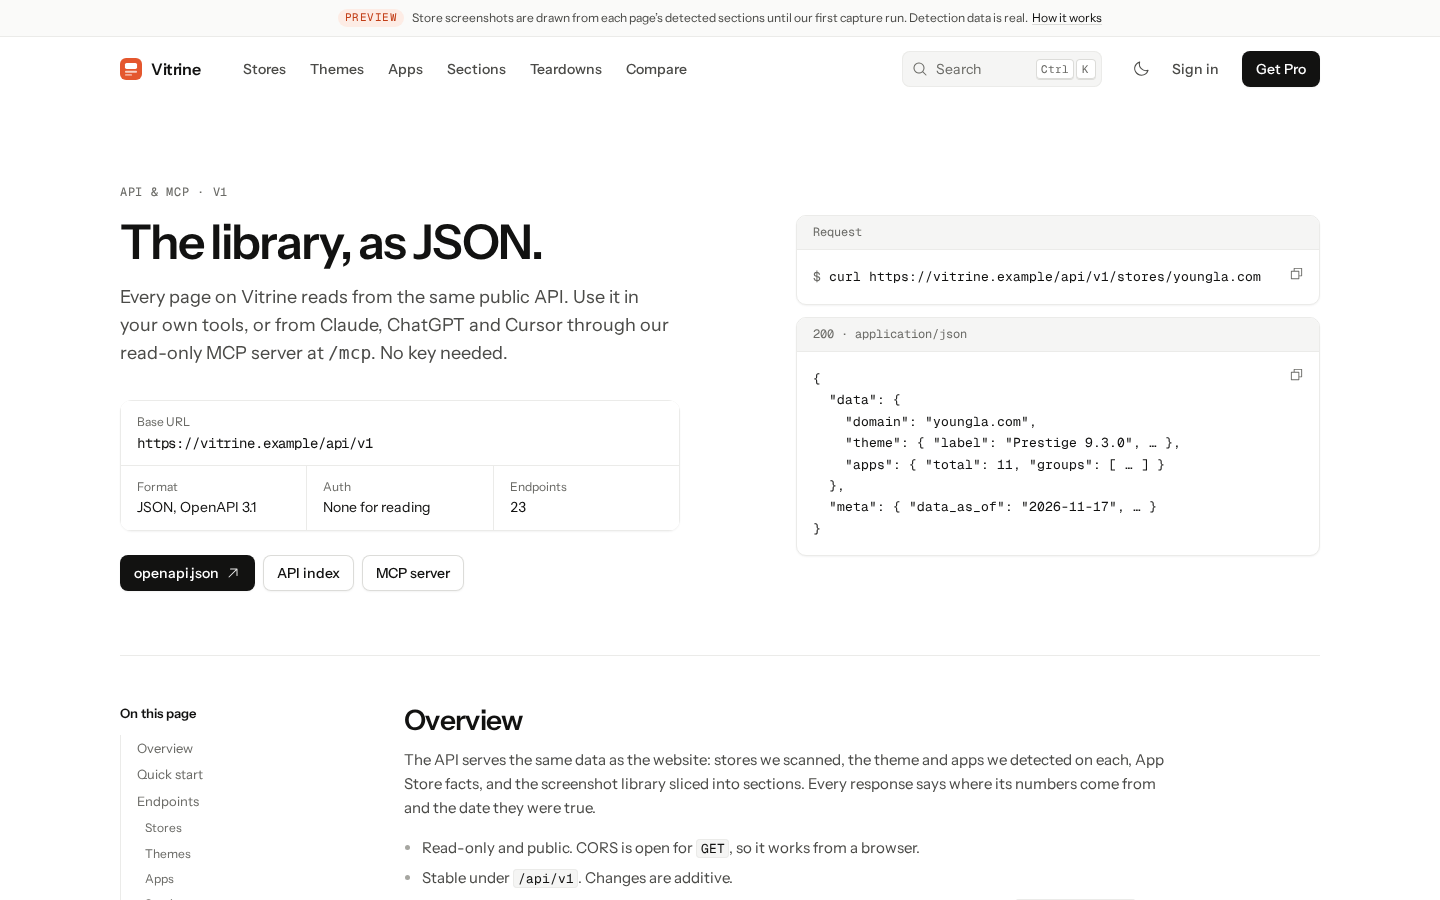 PREVIEW Store screenshots are drawn from each page's detected sections until our first capture run. Detection data is real. How it works
Vitrine Stores Themes Apps Sections Teardowns Compare Search Ctrl K Sign in Get Pro
API & MCP · V1
The library, as JSON.
Every page on Vitrine reads from the same public API. Use it in
your own tools, or from Claude, ChatGPT and Cursor through our
read-only MCP server at /mcp. No key needed.
Base URL
https://vitrine.example/api/v1
Format Auth Endpoints
JSON, OpenAPI 3.1 None for reading 23
openapi.json API index MCP server
Request
$ curl https://vitrine.example/api/v1/stores/youngla.com
200 · application/json
{
"data": {
"domain": "youngla.com",
"theme": { "label": "Prestige 9.3.0", … },
"apps": { "total": 11, "groups": [ … ] }
},
"meta": { "data_as_of": "2026-11-17", … }
}
On this page
Overview
Quick start
Endpoints
Stores
Themes
Apps
Overview
The API serves the same data as the website: stores we scanned, the theme and apps we detected on each, App
Store facts, and the screenshot library sliced into sections. Every response says where its numbers come from
and the date they were true.
Read-only and public. CORS is open for GET, so it works from a browser.
Stable under /api/v1. Changes are additive.